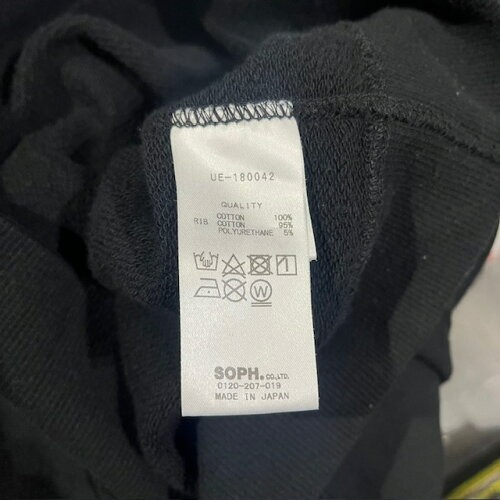 UE-180042
QUALITY
COTTON 100%
RIB COTTON 95%
POLYURETHANE 5%
W
SOPH. CO.,LTD.
0120-207-019
MADE IN JAPAN